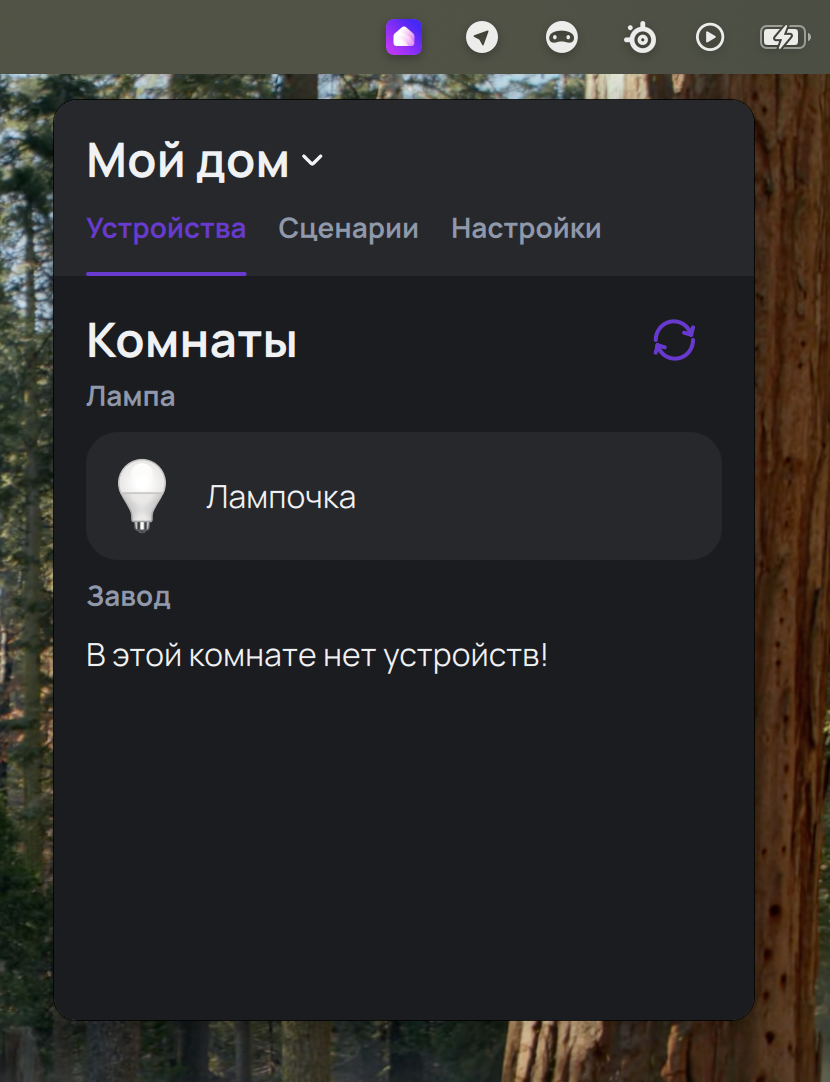 Мой дом
Устройства Сценарии Настройки
Комнаты
Лампа
Лампочка
Завод
В этой комнате нет устройств!